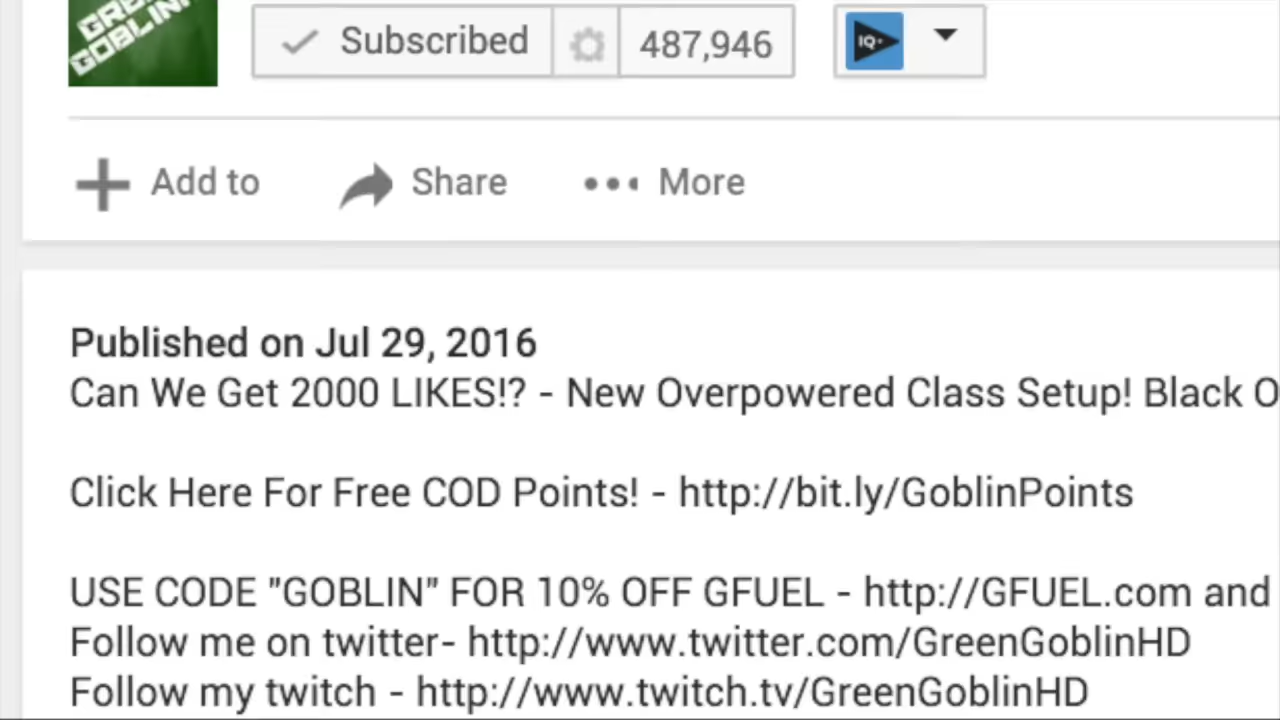 GREEN
GOBLIN
Subscribed 487,946 IQ
Add to Share More
Published on Jul 29, 2016
Can We Get 2000 LIKES!? - New Overpowered Class Setup! Black O
Click Here For Free COD Points! - http://bit.ly/GoblinPoints
USE CODE "GOBLIN" FOR 10% OFF GFUEL - http://GFUEL.com and
Follow me on twitter- http://www.twitter.com/GreenGoblinHD
Follow my twitch - http://www.twitch.tv/GreenGoblinHD